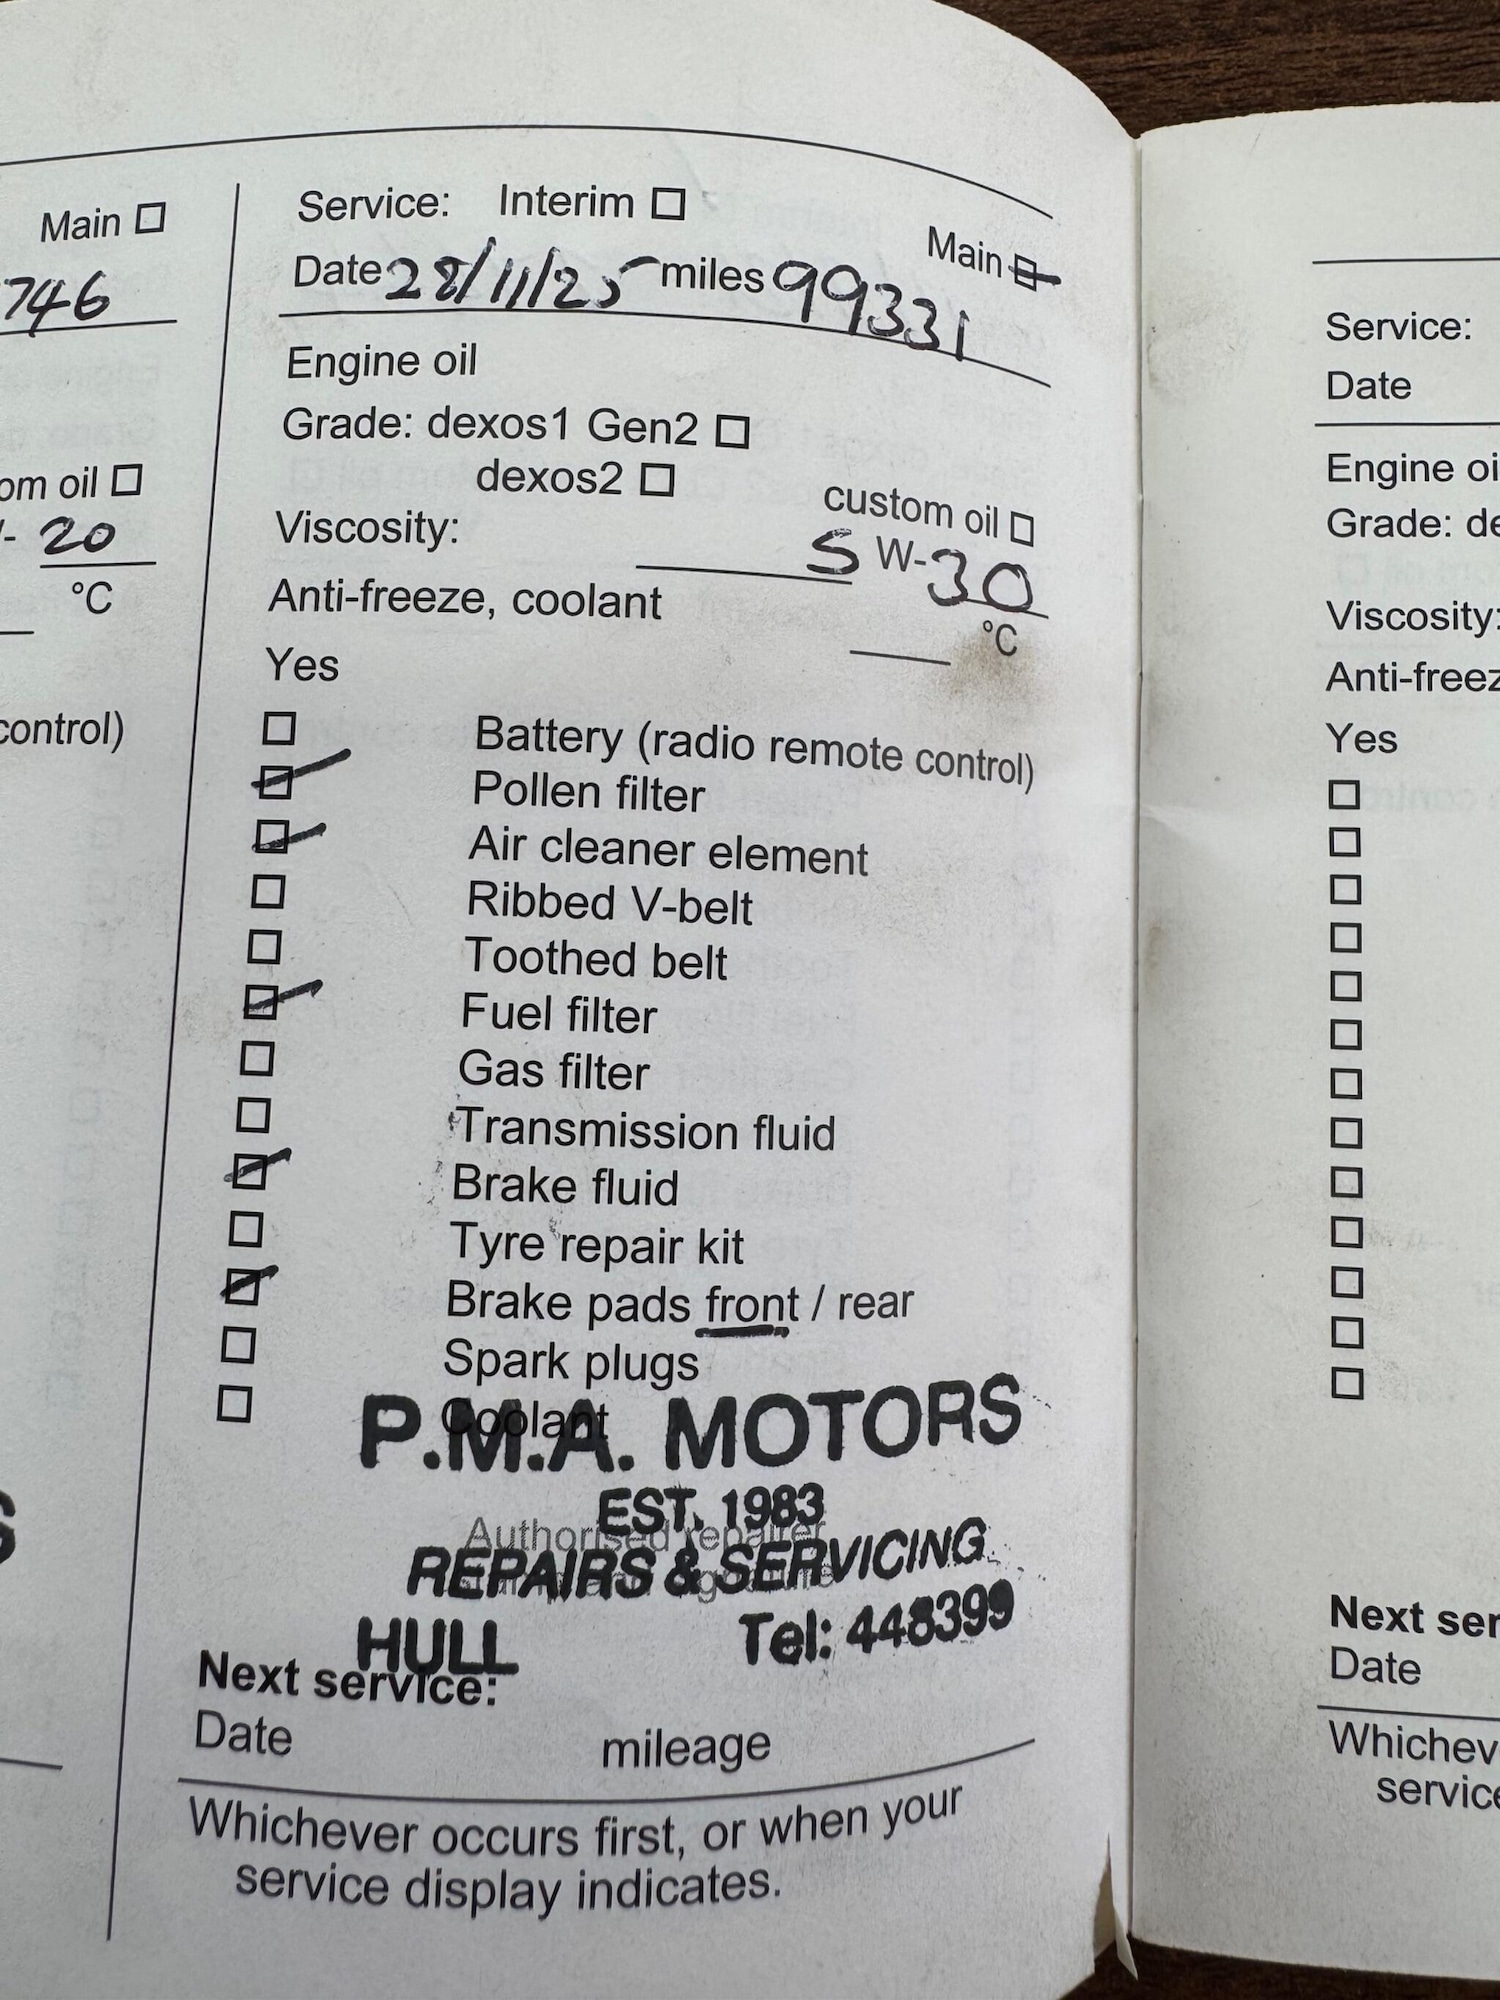 Main
746
om oil
- 20
°C
control)
S
Service: Interim
Main
Date 28/11/25 miles 99331
Engine oil
Grade: dexos1 Gen2
dexos2
custom oil
Viscosity: 5 W-30
Anti-freeze, coolant
°C
Yes
Battery (radio remote control)
Pollen filter
Air cleaner element
Ribbed V-belt
Toothed belt
Fuel filter
Gas filter
Transmission fluid
Brake fluid
Tyre repair kit
Brake pads front / rear
Spark plugs
Coolant
P.M.A. MOTORS
EST. 1983
Authorised repairer
REPAIRS & SERVICING
HULL Tel: 448399
Next service:
Date mileage
Whichever occurs first, or when your
service display indicates.
Service:
Date
Engine oi
Grade: de
Viscosity:
Anti-freez
Yes
Next ser
Date
Whichev
service